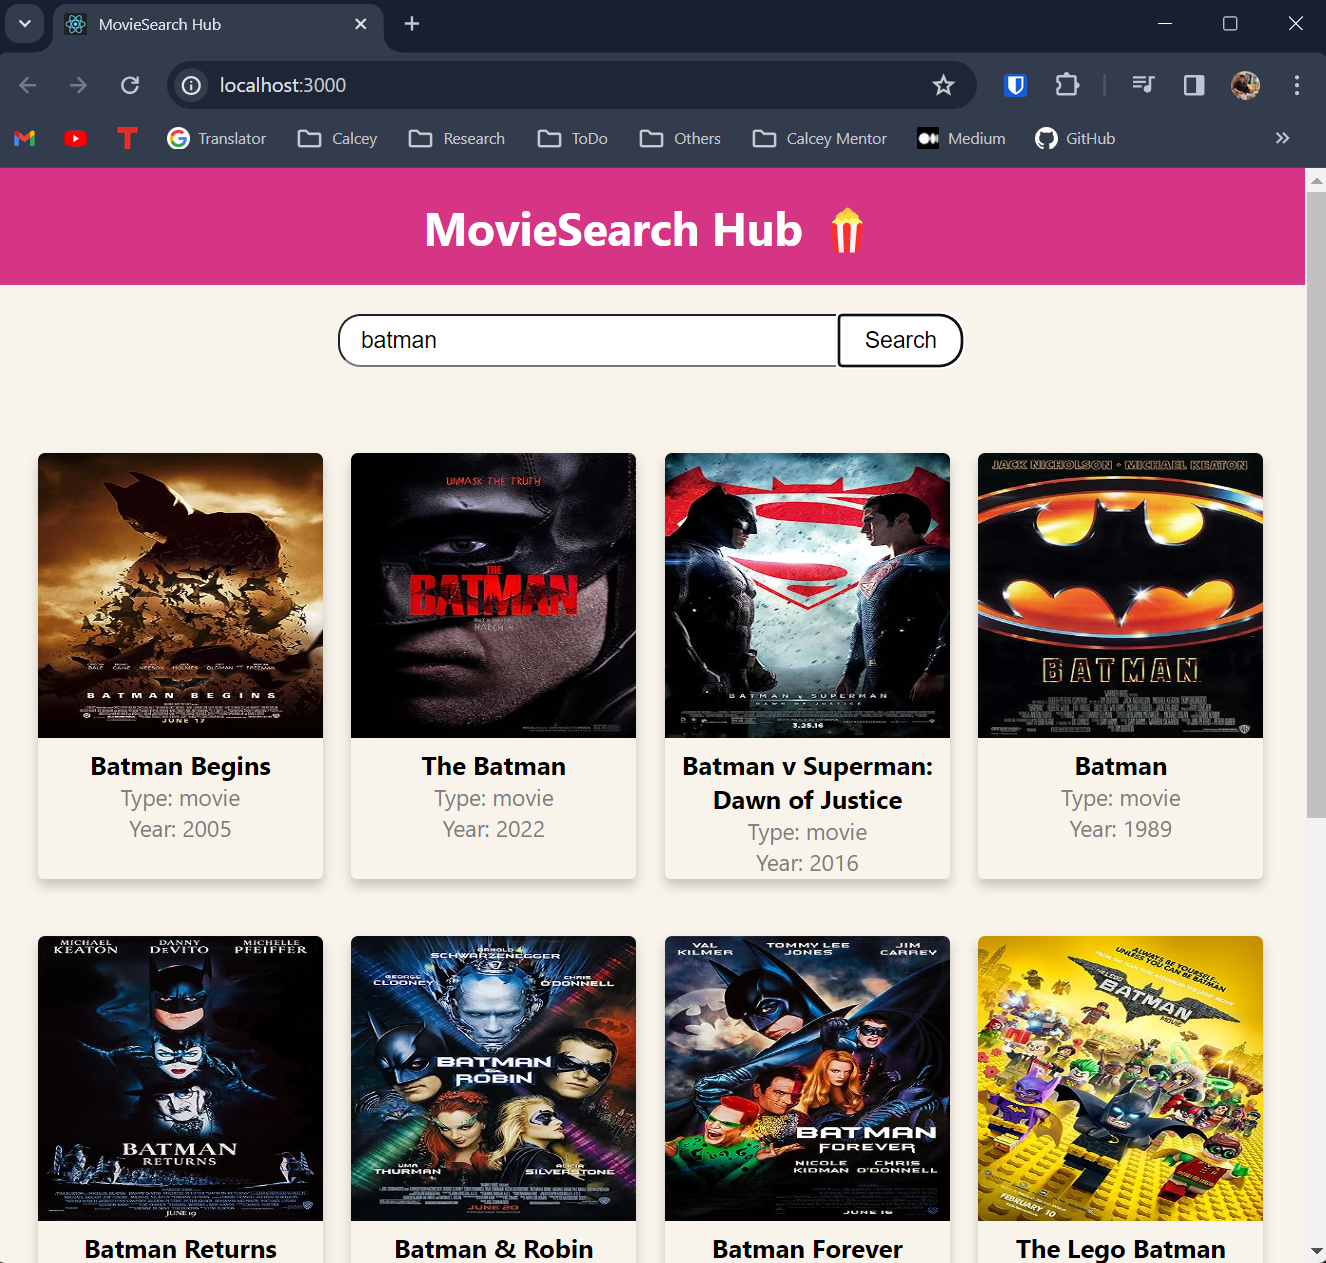 MovieSearch Hub
localhost:3000
Translator
Calcey
Research
ToDo
Others
Calcey Mentor
Medium
GitHub
MovieSearch Hub
batman
Search
BATMAN BEGINS
JUNE 17
UNMASK THE TRUTH
THE
BATMAN
MARCH 4
BATMAN v SUPERMAN
DAWN OF JUSTICE
3.25.16
JACK NICHOLSON · MICHAEL KEATON
BATMAN
Batman Begins
Type: movie
Year: 2005
The Batman
Type: movie
Year: 2022
Batman v Superman:
Dawn of Justice
Type: movie
Year: 2016
Batman
Type: movie
Year: 1989
MICHAEL KEATON
DANNY DeVITO
MICHELLE PFEIFFER
BATMAN
RETURNS
JUNE 19
ARNOLD
SCHWARZENEGGER
GEORGE CLOONEY
CHRIS O'DONNELL
BATMAN
&
ROBIN
UMA THURMAN
ALICIA SILVERSTONE
JUNE 20
VAL KILMER
TOMMY LEE JONES
JIM CARREY
BATMAN
FOREVER
NICOLE KIDMAN
CHRIS O'DONNELL
JUNE 16
ALWAYS BE YOURSELF.
UNLESS YOU CAN BE BATMAN
THE LEGO
BATMAN
MOVIE
FEBRUARY 10
Batman Returns
Batman & Robin
Batman Forever
The Lego Batman